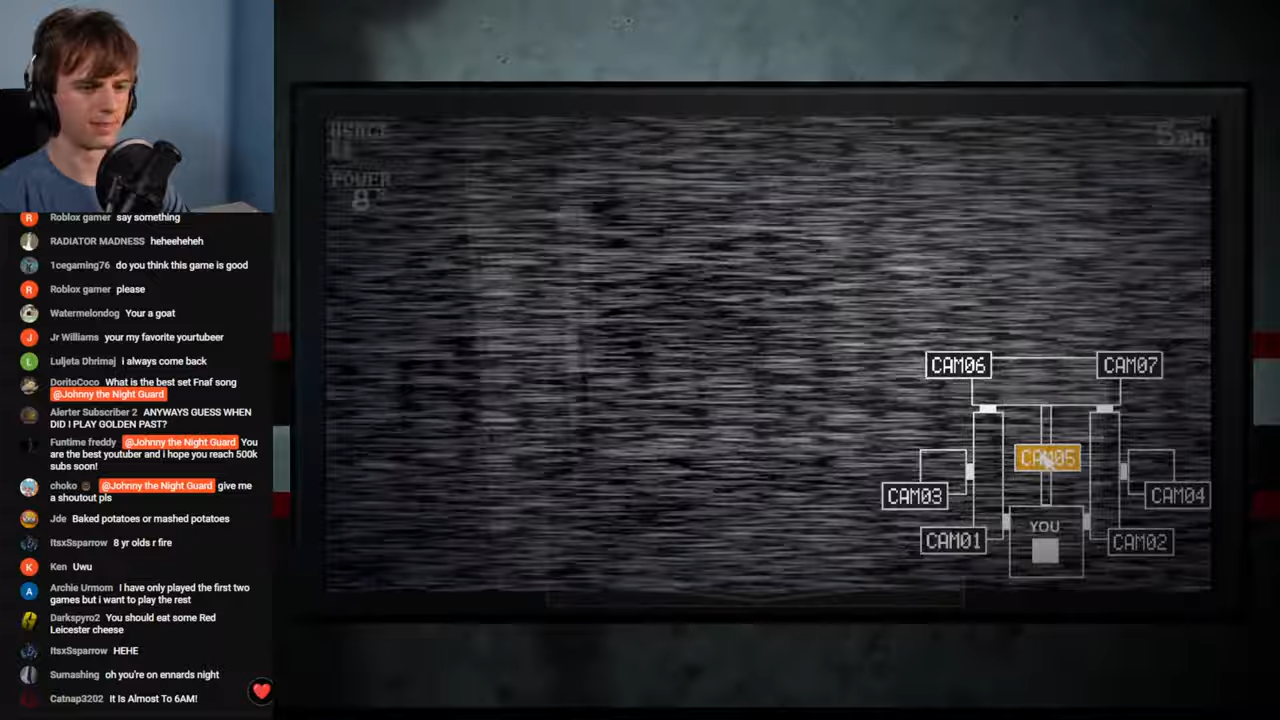 R Roblox gamer say something
RADIATOR MADNESS heheeheheh
1cegaming76 do you think this game is good
R Roblox gamer please
Watermelondog Your a goat
J Jr Williams your my favorite yourtubeer
L Luljeta Dhrimaj i always come back
DoritoCoco What is the best set Fnaf song
@Johnny the Night Guard
Alerter Subscriber 2 ANYWAYS GUESS WHEN
DID I PLAY GOLDEN PAST?
Funtime freddy @Johnny the Night Guard You
are the best youtuber and i hope you reach 500k
subs soon!
choko @Johnny the Night Guard give me
a shoutout pls
Jde Baked potatoes or mashed potatoes
ItsxSsparrow 8 yr olds r fire
K Ken Uwu
A Archie Urmom I have only played the first two
games but i want to play the rest
Darkspyro2 You should eat some Red
Leicester cheese
ItsxSsparrow HEHE
Sumashing oh you're on ennards night
Catnap3202 it Is Almost To 6AM!
USAGE
POWER
8
5 AM
CAM06
CAM07
CAM05
CAM03
CAM04
YOU
CAM01
CAM02